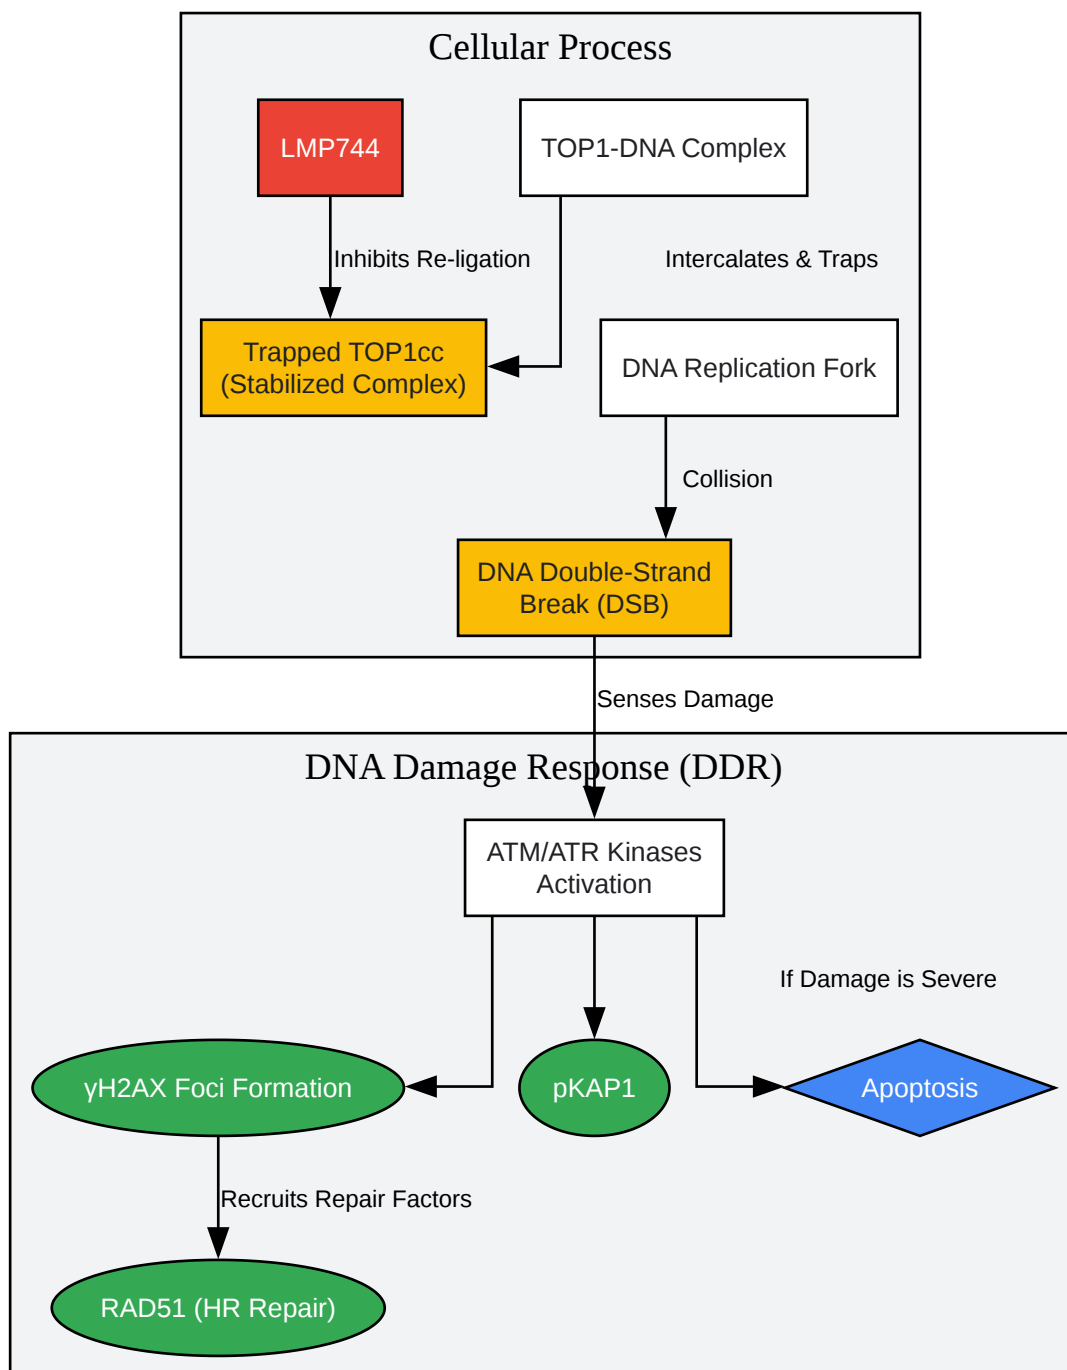 Cellular Process
LMP744
TOP1-DNA Complex
Inhibits Re-ligation
Intercalates & Traps
Trapped TOP1cc
(Stabilized Complex)
DNA Replication Fork
Collision
DNA Double-Strand
Break (DSB)
Senses Damage
DNA Damage Response (DDR)
ATM/ATR Kinases
Activation
If Damage is Severe
γH2AX Foci Formation
pKAP1
Apoptosis
Recruits Repair Factors
RAD51 (HR Repair)